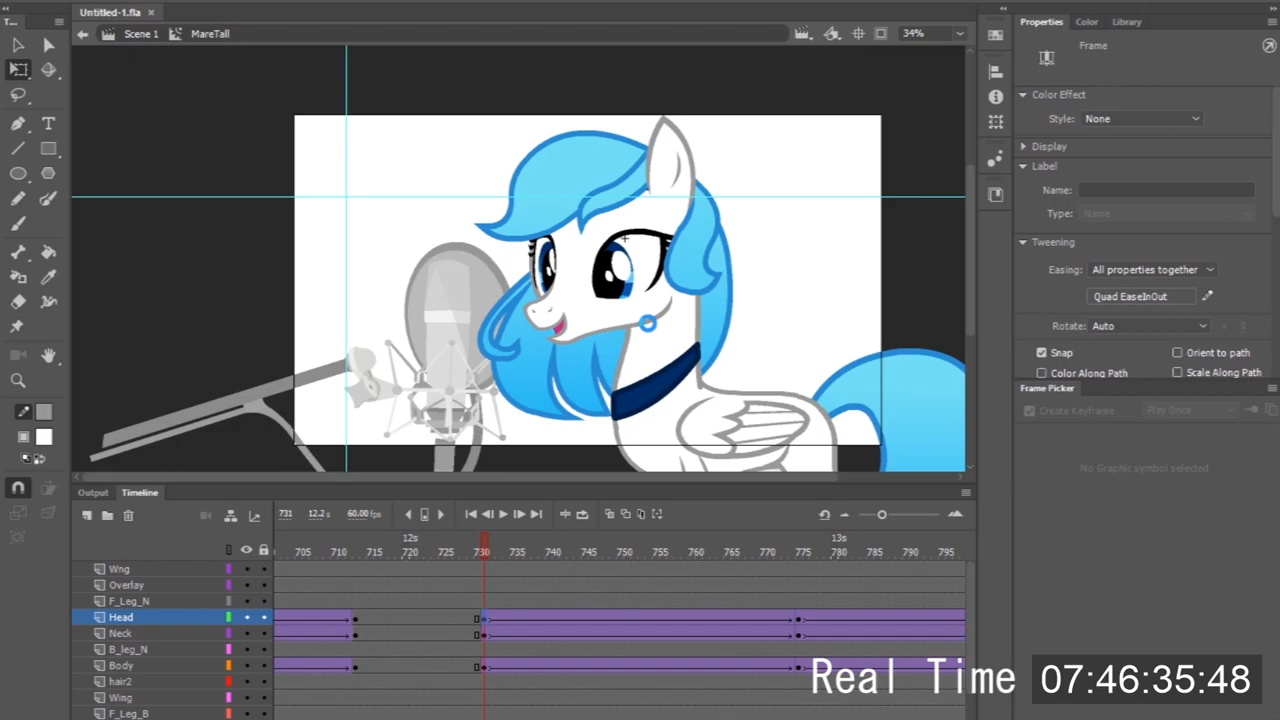 Untitled-1.fla ×
Scene 1 MareTall 34%
T...
Properties Color Library
Frame
Color Effect
Style: None
Display
Label
Name:
Type: Name
Tweening
Easing: All properties together
Quad EaseInOut
Rotate: Auto
Snap Orient to path
Color Along Path Scale Along Path
Frame Picker
Create Keyframe Play Once
No Graphic symbol selected
Output Timeline
731 12.2 s 60.00 fps
12s 13s
705 710 715 720 725 730 735 740 745 750 755 760 765 770 775 780 785 790 795
Wng
Overlay
F_Leg_N
Head
Neck
B_leg_N
Body
hair2
Wing
F_Leg_B
Real Time 07:46:35:48